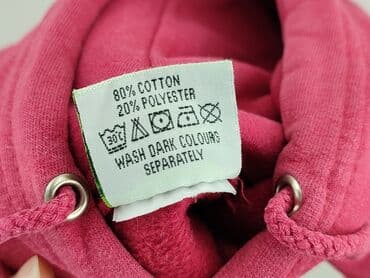 80% COTTON
20% POLYESTER
30°C
WASH DARK COLOURS
SEPARATELY